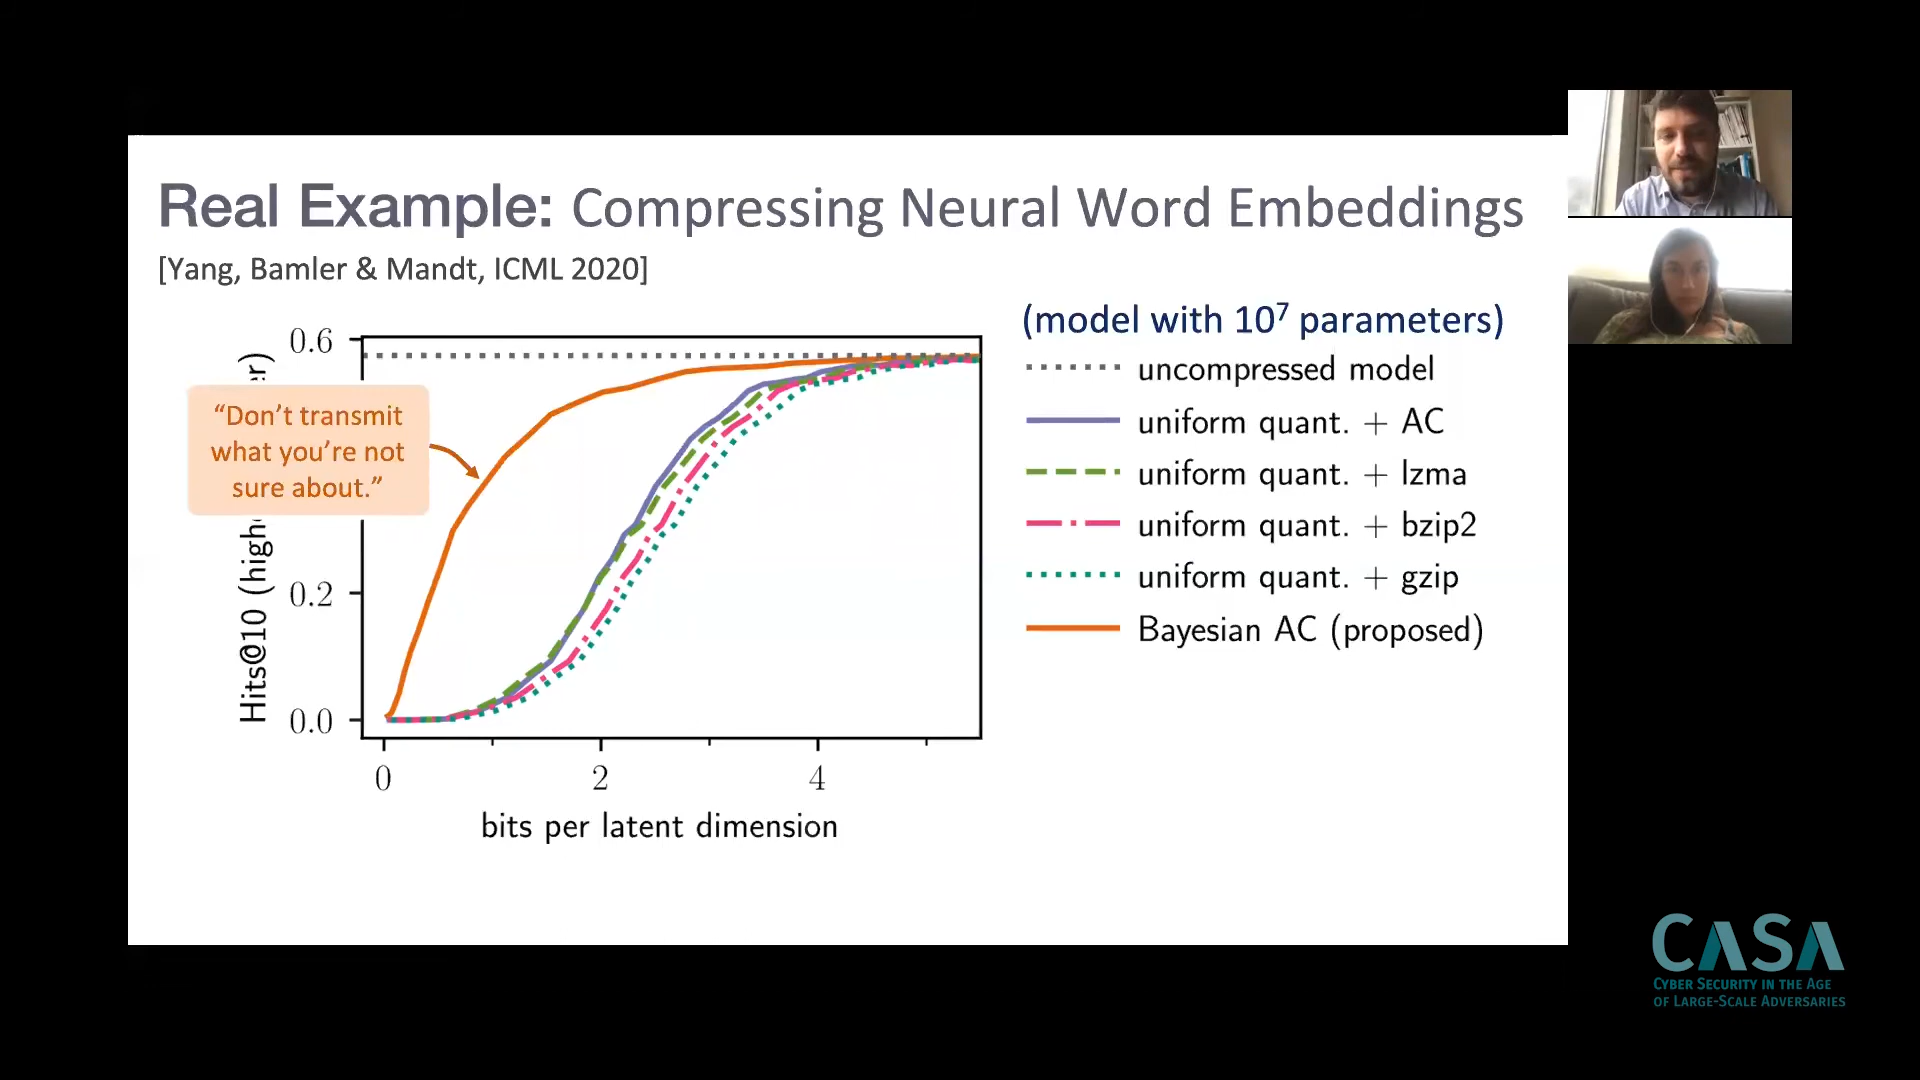 Real Example: Compressing Neural Word Embeddings
[Yang, Bamler & Mandt, ICML 2020]
(model with 10⁷ parameters)
uncompressed model
uniform quant. + AC
uniform quant. + lzma
uniform quant. + bzip2
uniform quant. + gzip
Bayesian AC (proposed)
"Don't transmit
what you're not
sure about."
0.6
0.2
0.0
Hits@10
0 2 4
bits per latent dimension
CASA
CYBER SECURITY IN THE AGE
OF LARGE-SCALE ADVERSARIES